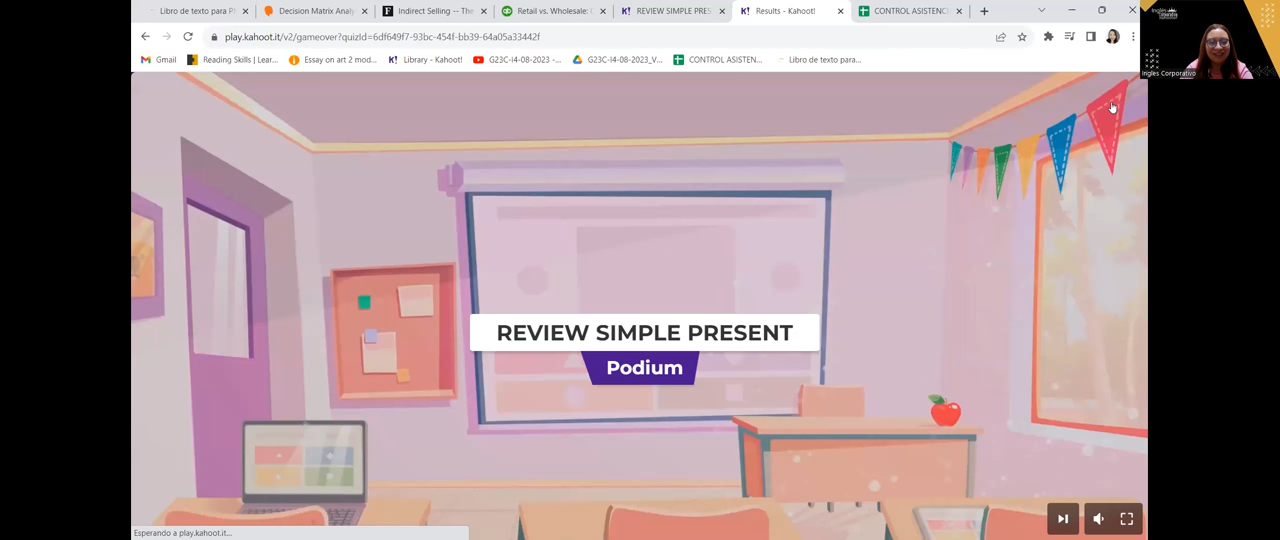 Libro de texto para P
Decision Matrix Anal
Indirect Selling -- The
Retail vs. Wholesale:
REVIEW SIMPLE PRES
Results - Kahoot!
CONTROL ASISTENC
play.kahoot.it/v2/gameover?quizId=6df649f7-93bc-454f-bb39-64a05a33442f
Gmail
Reading Skills | Lear...
Essay on art 2 mod...
Library - Kahoot!
G23C-I4-08-2023 -...
G23C-I4-08-2023_V...
CONTROL ASISTEN...
Libro de texto para...
Inglés Corporativo
REVIEW SIMPLE PRESENT
Podium
Esperando a play.kahoot.it...